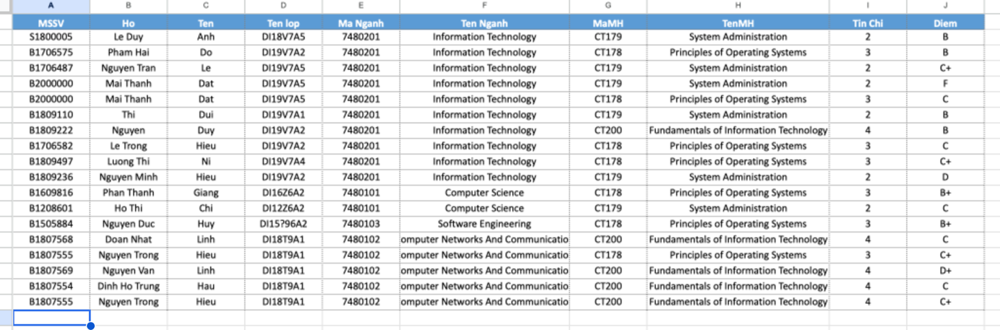 A B C D E F G H I J
MSSV Ho Ten Ten lop Ma Nganh Ten Nganh MaMH TenMH Tin Chi Diem
S1800005 Le Duy Anh DI18V7A5 7480201 Information Technology CT179 System Administration 2 B
B1706575 Pham Hai Do DI19V7A2 7480201 Information Technology CT178 Principles of Operating Systems 3 B
B1706487 Nguyen Tran Le DI19V7A5 7480201 Information Technology CT179 System Administration 2 C+
B2000000 Mai Thanh Dat DI19V7A5 7480201 Information Technology CT179 System Administration 2 F
B2000000 Mai Thanh Dat DI19V7A5 7480201 Information Technology CT178 Principles of Operating Systems 3 C
B1809110 Thi Dui DI19V7A1 7480201 Information Technology CT179 System Administration 2 B
B1809222 Nguyen Duy DI19V7A2 7480201 Information Technology CT200 Fundamentals of Information Technology 4 B
B1706582 Le Trong Hieu DI19V7A2 7480201 Information Technology CT178 Principles of Operating Systems 3 C
B1809497 Luong Thi Ni DI19V7A4 7480201 Information Technology CT178 Principles of Operating Systems 3 C+
B1809236 Nguyen Minh Hieu DI19V7A2 7480201 Information Technology CT179 System Administration 2 D
B1609816 Phan Thanh Giang DI16Z6A2 7480101 Computer Science CT178 Principles of Operating Systems 3 B+
B1208601 Ho Thi Chi DI12Z6A2 7480101 Computer Science CT179 System Administration 2 C
B1505884 Nguyen Duc Huy DI15?96A2 7480103 Software Engineering CT178 Principles of Operating Systems 3 B+
B1807568 Doan Nhat Linh DI18T9A1 7480102 omputer Networks And Communicatio CT200 Fundamentals of Information Technology 4 C
B1807555 Nguyen Trong Hieu DI18T9A1 7480102 omputer Networks And Communicatio CT178 Principles of Operating Systems 3 C+
B1807569 Nguyen Van Linh DI18T9A1 7480102 omputer Networks And Communicatio CT200 Fundamentals of Information Technology 4 D+
B1807554 Dinh Ho Trung Hau DI18T9A1 7480102 omputer Networks And Communicatio CT200 Fundamentals of Information Technology 4 C
B1807555 Nguyen Trong Hieu DI18T9A1 7480102 omputer Networks And Communicatio CT200 Fundamentals of Information Technology 4 C+